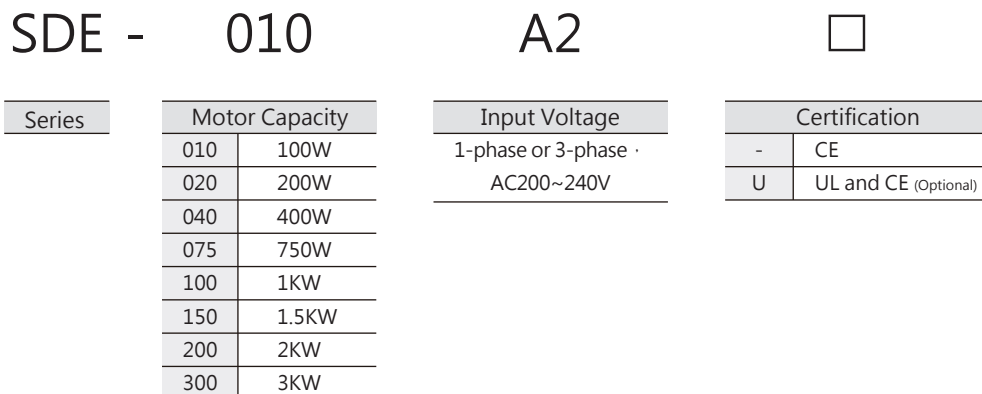 SDE - 010 A2 □
Series Motor Capacity Input Voltage Certification
010 100W 1-phase or 3-phase · - CE
020 200W AC200~240V U UL and CE (Optional)
040 400W
075 750W
100 1KW
150 1.5KW
200 2KW
300 3KW